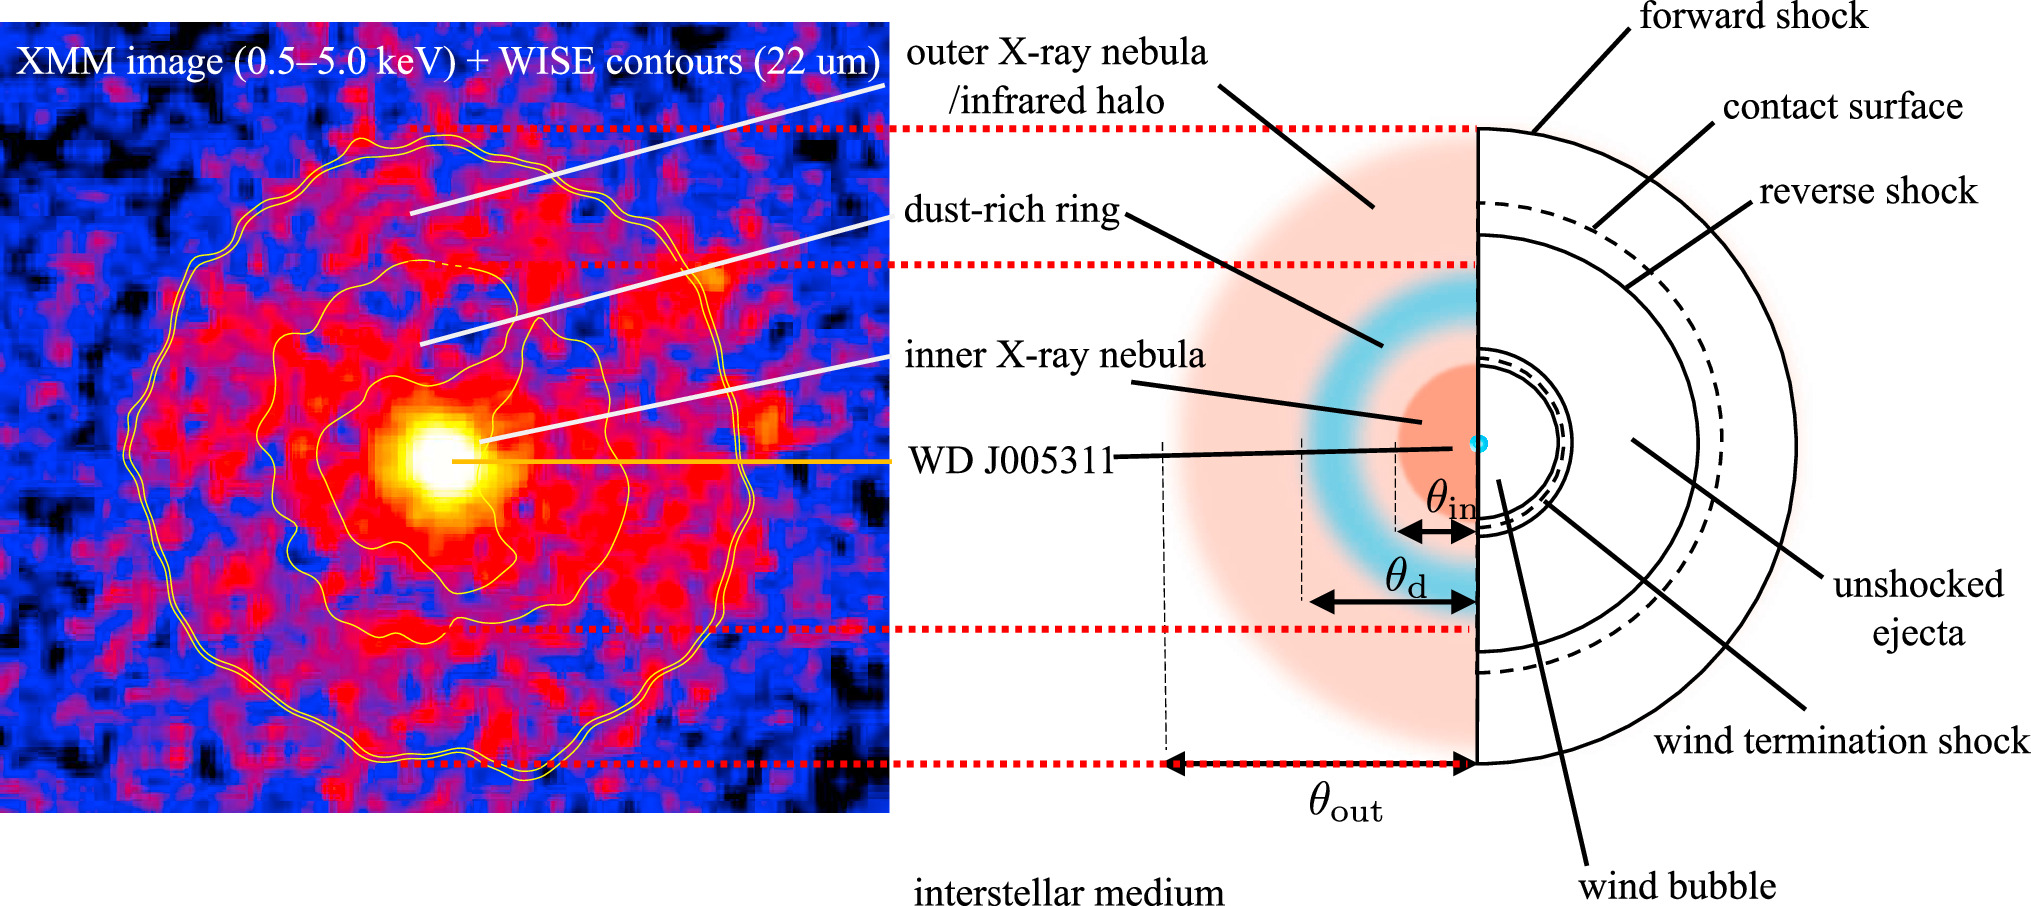 XMM image (0.5–5.0 keV) + WISE contours (22 um)
outer X-ray nebula
/infrared halo
dust-rich ring
inner X-ray nebula
WD J005311
θin
θd
θout
interstellar medium
forward shock
contact surface
reverse shock
unshocked
ejecta
wind termination shock
wind bubble